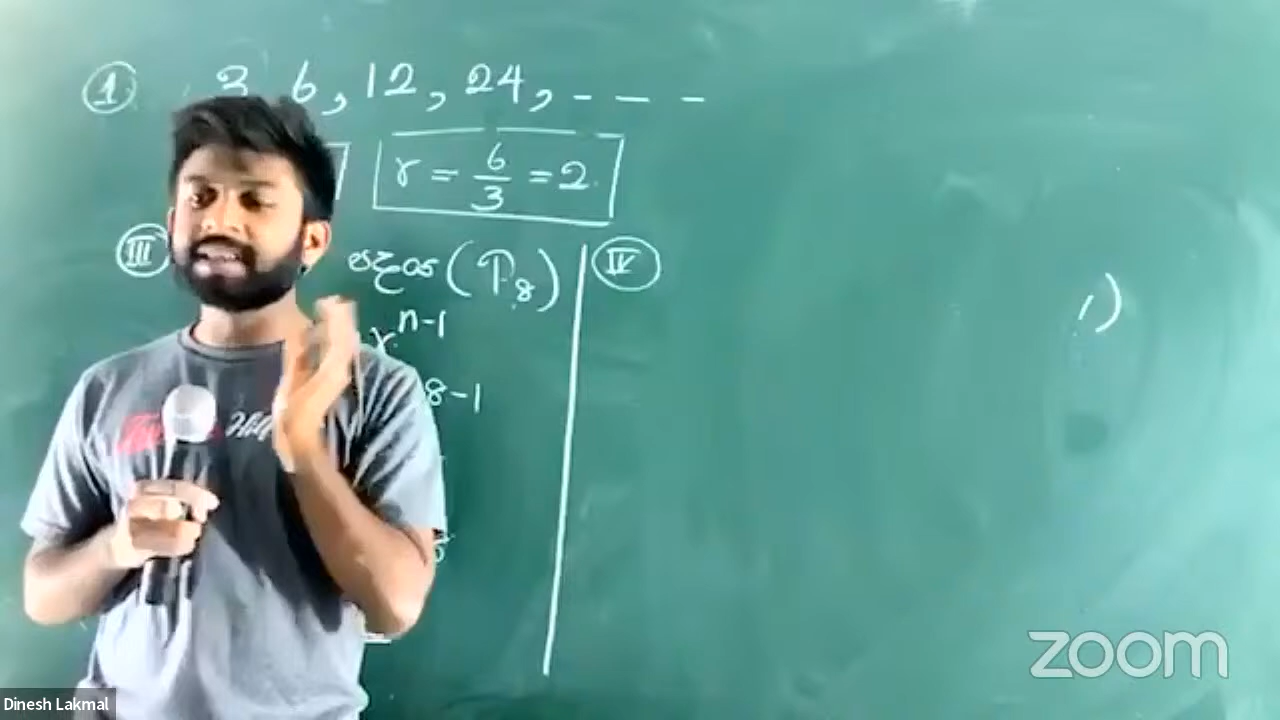 ① 3 6, 12, 24, - - -
r = 6/3 = 2
III පදය (T₈)
r^n-1
8-1
IV
1)
zoom
Dinesh Lakmal